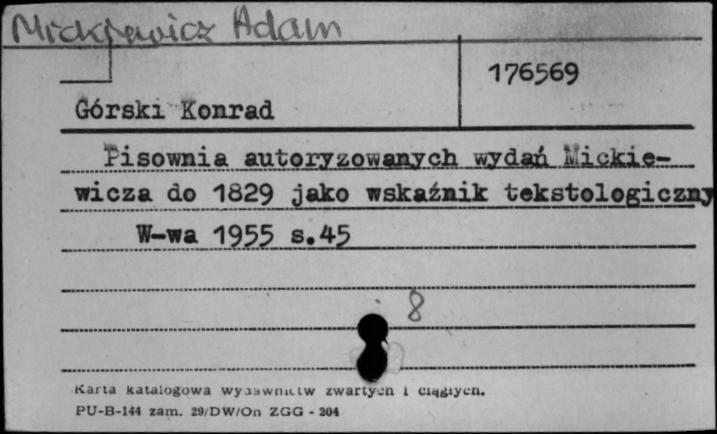 Mickiewicz Adam
176569
Górski Konrad
Pisownia autoryzowanych wydań Mickie-
wicza do 1829 jako wskaźnik tekstologiczny
W-wa 1955 s.45
8
Karta katalogowa wydawnictw zwartych i ciągłych.
PU-B-144 zam. 29/DW/On ZGG - 204